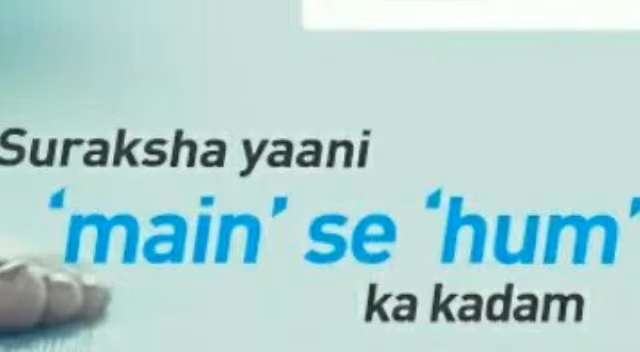 Suraksha yaani
‘main’ se ‘hum’
ka kadam